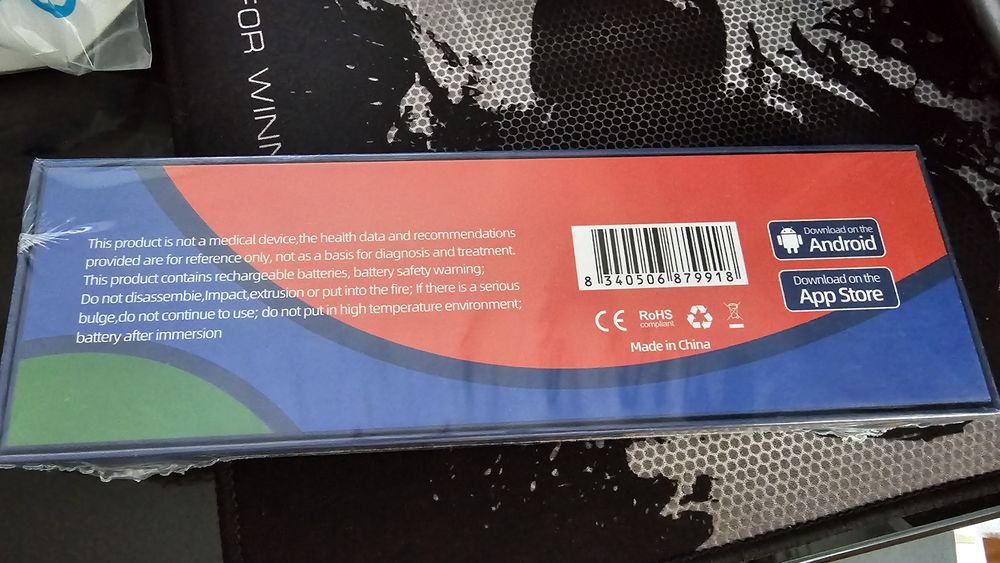 FOR WINN
This product is not a medical device,the health data and recommendations
provided are for reference only, not as a basis for diagnosis and treatment.
This product contains rechargeable batteries, battery safety warning;
Do not disassembie,Impact,extrusion or put into the fire; If there is a serious
bulge,do not continue to use; do not put in high temperature environment;
battery after immersion
8 340506 879918
CE
RoHS
compliant
Made in China
Download on the
Android
Download on the
App Store